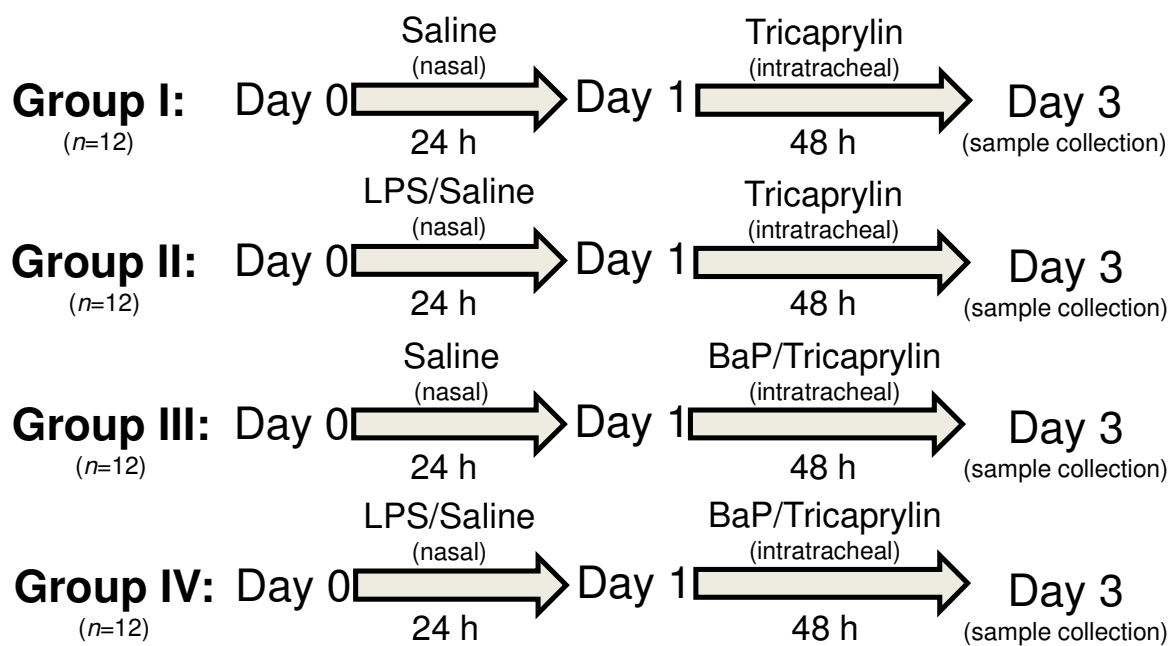 Saline
(nasal)
Tricaprylin
(intratracheal)
Group I: Day 0 Day 1 Day 3
(n=12) 24 h 48 h (sample collection)
LPS/Saline
(nasal)
Tricaprylin
(intratracheal)
Group II: Day 0 Day 1 Day 3
(n=12) 24 h 48 h (sample collection)
Saline
(nasal)
BaP/Tricaprylin
(intratracheal)
Group III: Day 0 Day 1 Day 3
(n=12) 24 h 48 h (sample collection)
LPS/Saline
(nasal)
BaP/Tricaprylin
(intratracheal)
Group IV: Day 0 Day 1 Day 3
(n=12) 24 h 48 h (sample collection)